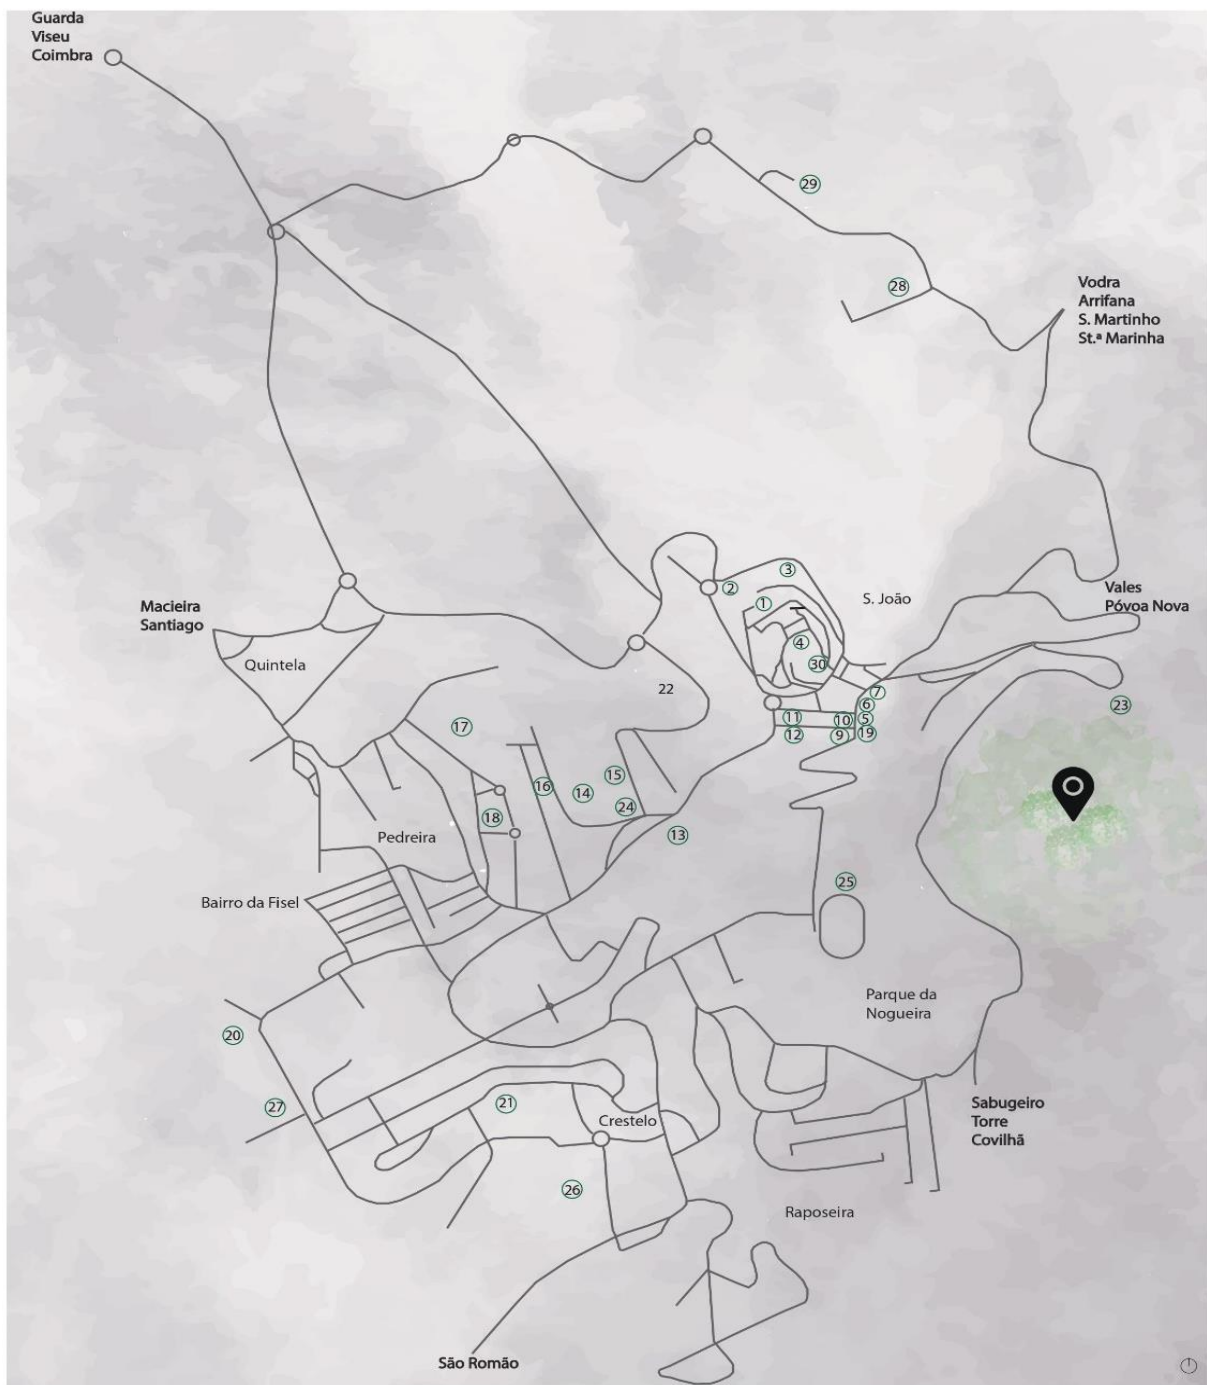 Guarda
Viseu
Coimbra
29
28
Vodra
Arrifana
S. Martinho
St.ª Marinha
3
2
1
S. João
Vales
Póvoa Nova
Macieira
Santiago
4
30
Quintela
22
7
6
23
17
11
10
5
12
9
19
15
16
14
24
18
13
Pedreira
25
Bairro da Fisel
Parque da
Nogueira
20
27
21
Crestelo
Sabugeiro
Torre
Covilhã
26
Raposeira
São Romão